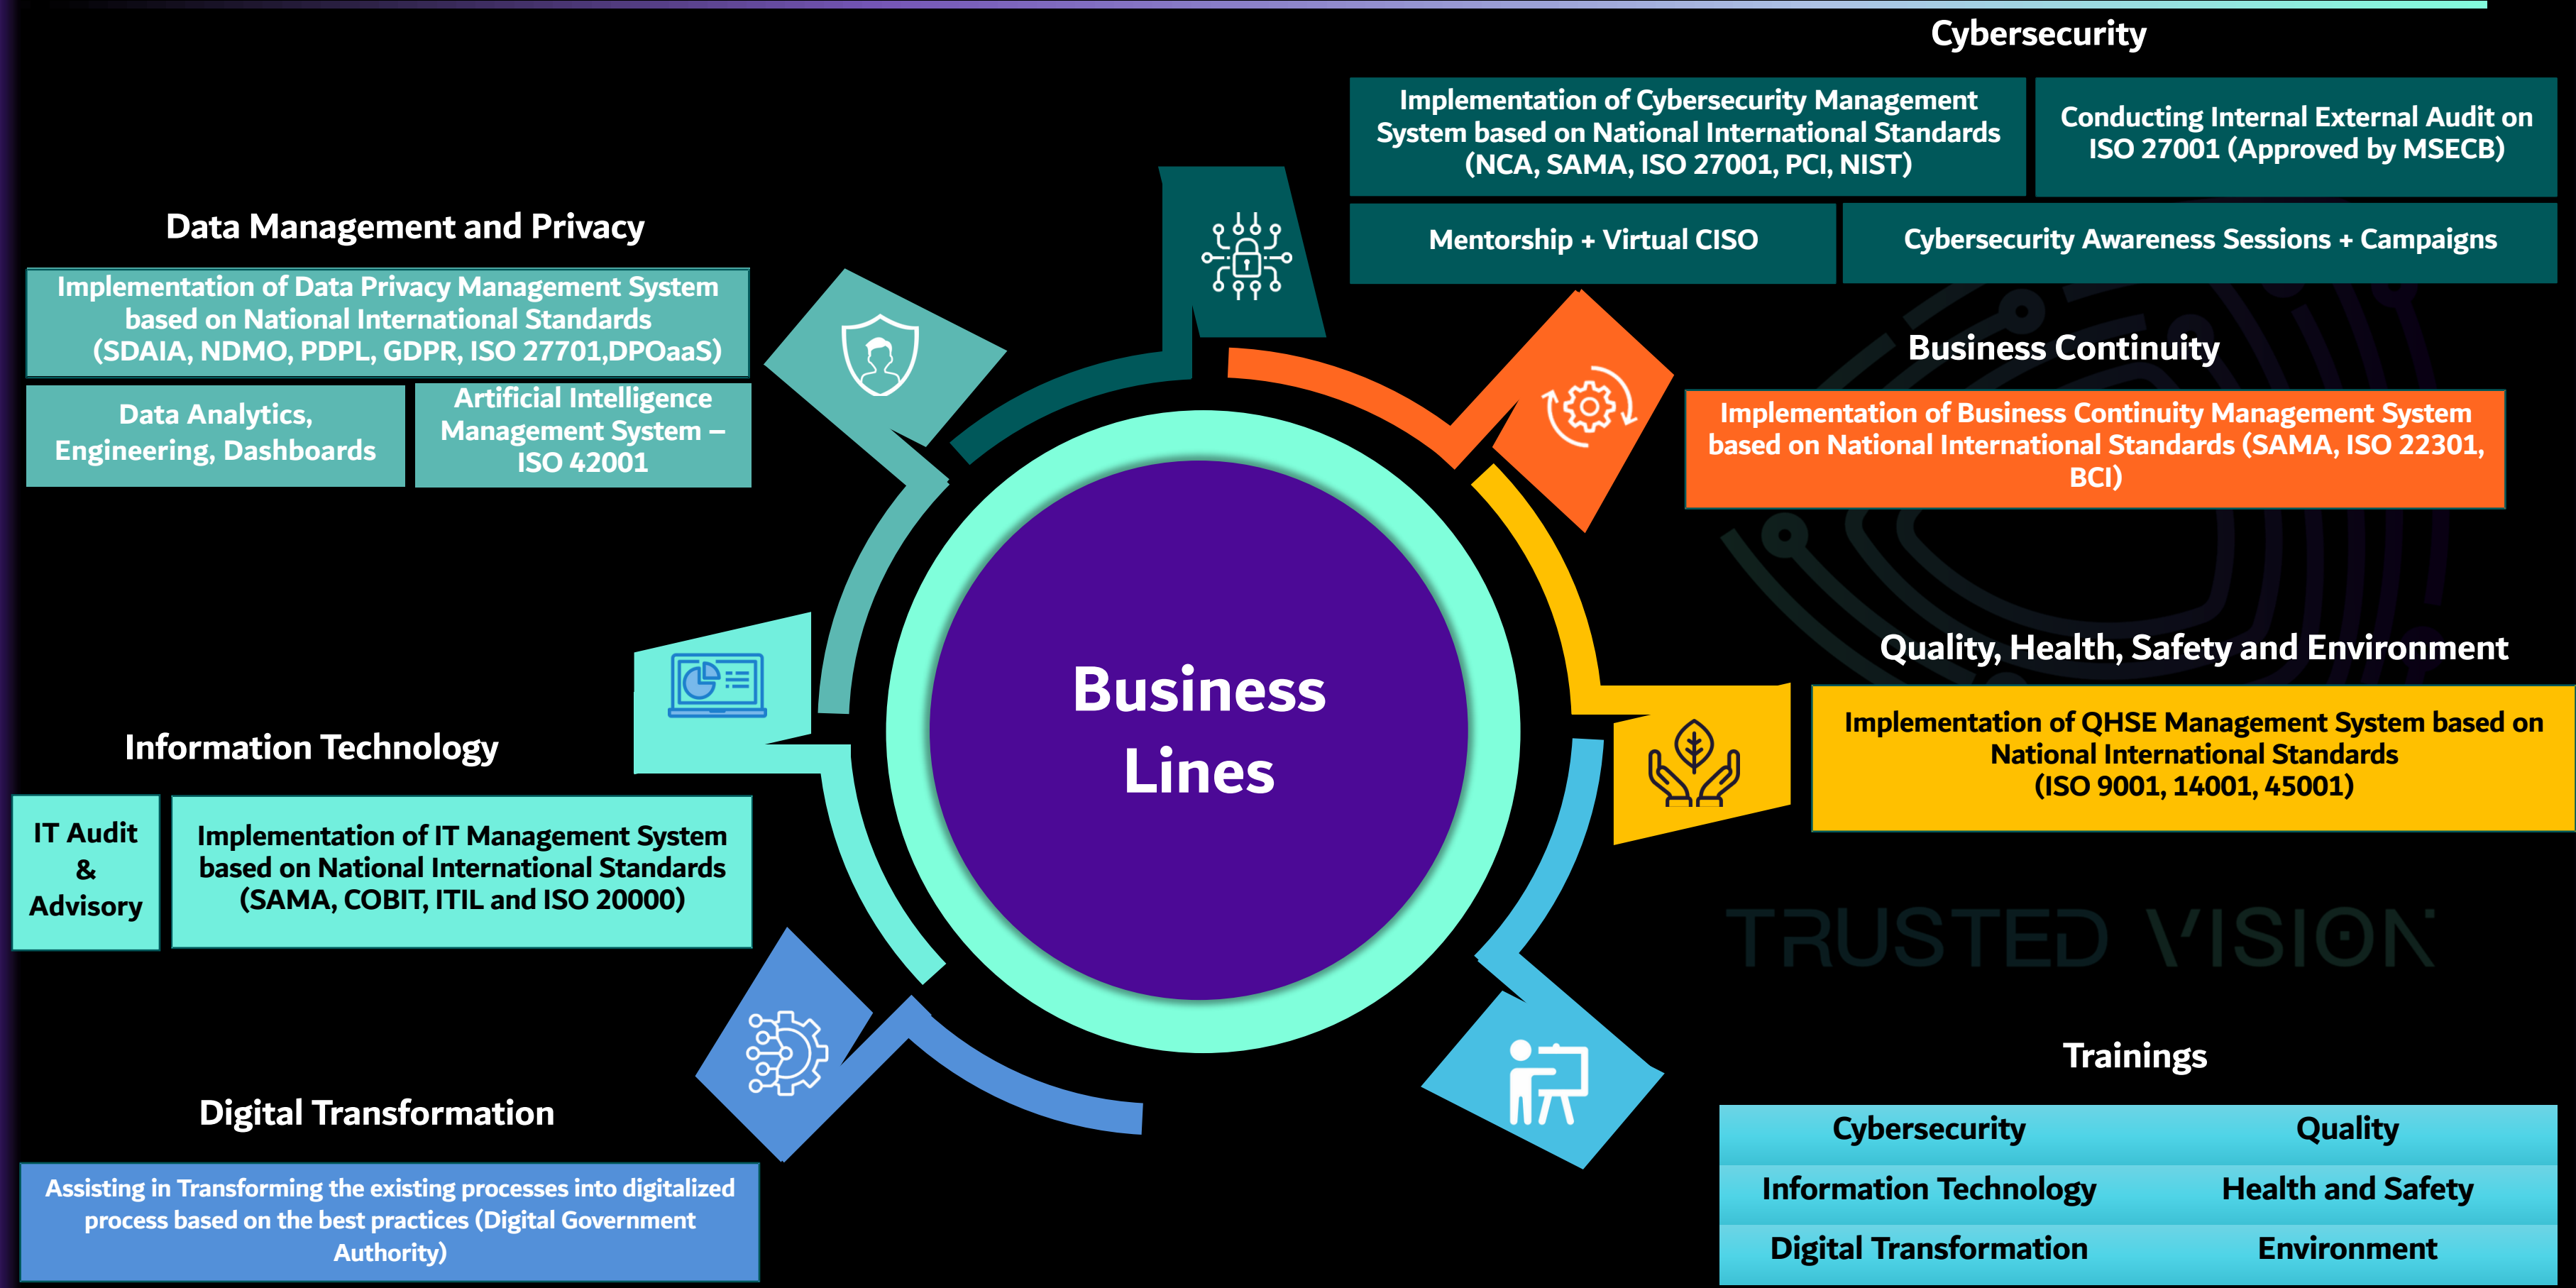 Cybersecurity
Implementation of Cybersecurity Management
System based on National International Standards
(NCA, SAMA, ISO 27001, PCI, NIST)
Conducting Internal External Audit on
ISO 27001 (Approved by MSECB)
Mentorship + Virtual CISO
Cybersecurity Awareness Sessions + Campaigns
Data Management and Privacy
Implementation of Data Privacy Management System
based on National International Standards
(SDAIA, NDMO, PDPL, GDPR, ISO 27701,DPOaaS)
Data Analytics,
Engineering, Dashboards
Artificial Intelligence
Management System –
ISO 42001
Business Continuity
Implementation of Business Continuity Management System
based on National International Standards (SAMA, ISO 22301,
BCI)
Business
Lines
Quality, Health, Safety and Environment
Implementation of QHSE Management System based on
National International Standards
(ISO 9001, 14001, 45001)
Information Technology
IT Audit
&
Advisory
Implementation of IT Management System
based on National International Standards
(SAMA, COBIT, ITIL and ISO 20000)
TRUSTED VISION
Digital Transformation
Assisting in Transforming the existing processes into digitalized
process based on the best practices (Digital Government
Authority)
Trainings
Cybersecurity Quality
Information Technology Health and Safety
Digital Transformation Environment